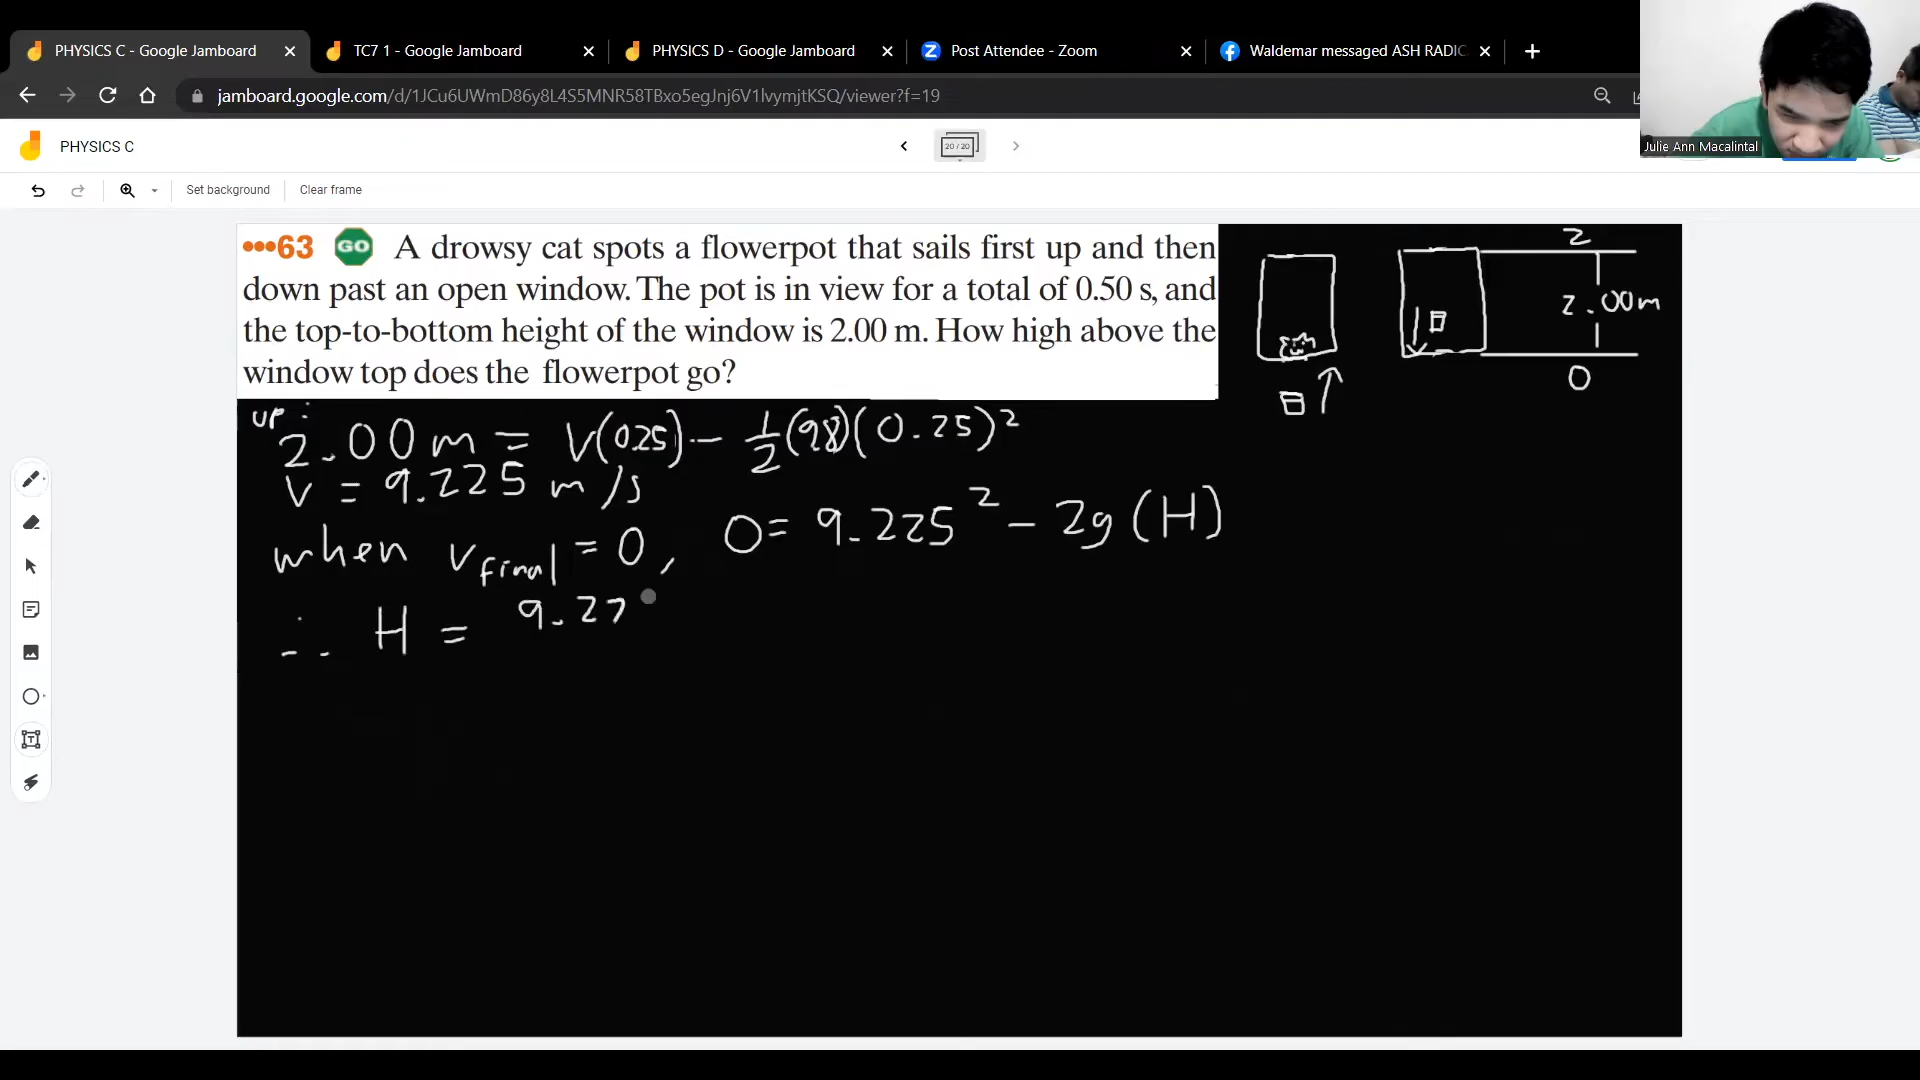 PHYSICS C - Google Jamboard
TC7 1 - Google Jamboard
PHYSICS D - Google Jamboard
Post Attendee - Zoom
Waldemar messaged ASH RADIC
jamboard.google.com/d/1JCu6UWmD86y8L4S5MNR58TBxo5egJnj6V1lvymjtKSQ/viewer?f=19
Julie Ann Macalintal
PHYSICS C
20 / 20
Set background
Clear frame
•••63 GO A drowsy cat spots a flowerpot that sails first up and then
down past an open window. The pot is in view for a total of 0.50 s, and
the top-to-bottom height of the window is 2.00 m. How high above the
window top does the flowerpot go?
2
2.00m
0
up:
2.00 m = V(0.25) - 1/2 (9.8)(0.25)²
v = 9.225 m/s
when v final = 0, 0 = 9.225² - 2g (H)
∴ H = 9.22